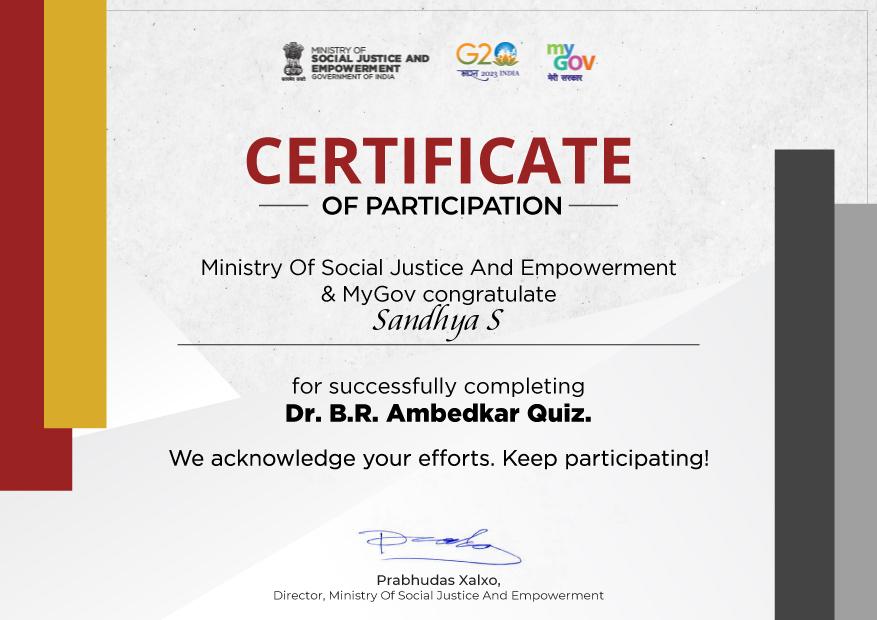 MINISTRY OF
SOCIAL JUSTICE AND
EMPOWERMENT
GOVERNMENT OF INDIA
सत्यमेव जयते
G20
भारत 2023 INDIA
my
GOV
मेरी सरकार
CERTIFICATE
OF PARTICIPATION
Ministry Of Social Justice And Empowerment
& MyGov congratulate
Sandhya S
for successfully completing
Dr. B.R. Ambedkar Quiz.
We acknowledge your efforts. Keep participating!
Prabhudas Xalxo,
Director, Ministry Of Social Justice And Empowerment